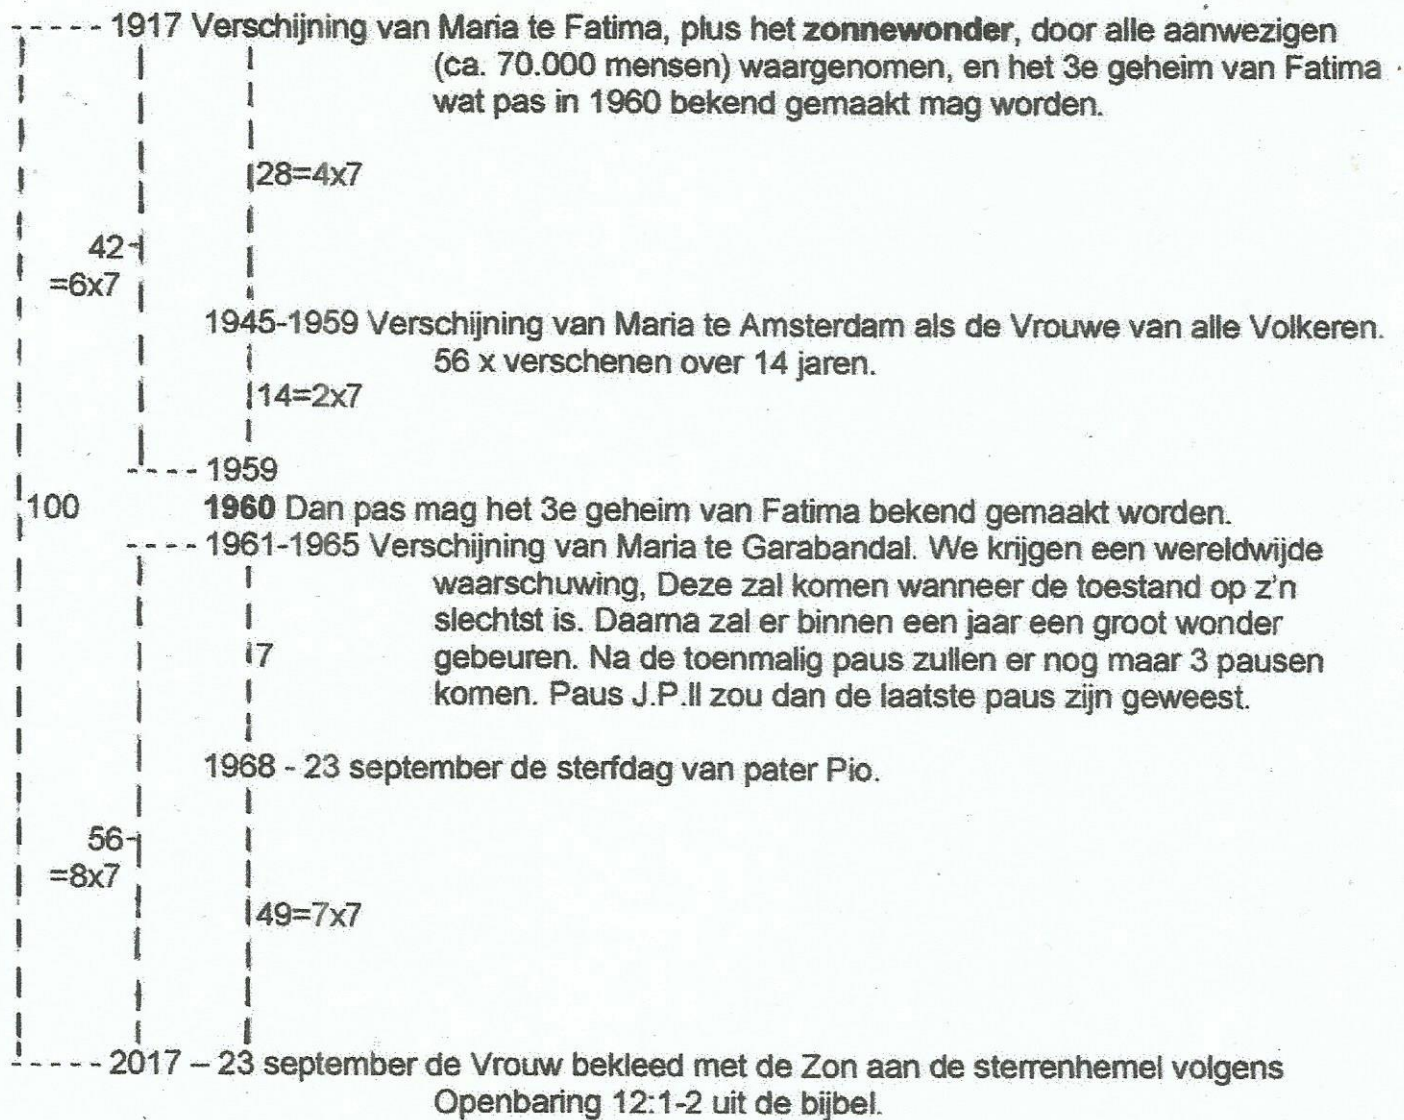 1917 Verschijning van Maria te Fatima, plus het zonnewonder, door alle aanwezigen
(ca. 70.000 mensen) waargenomen, en het 3e geheim van Fatima
wat pas in 1960 bekend gemaakt mag worden.
28=4x7
42
=6x7
1945-1959 Verschijning van Maria te Amsterdam als de Vrouwe van alle Volkeren.
56 x verschenen over 14 jaren.
14=2x7
1959
100
1960 Dan pas mag het 3e geheim van Fatima bekend gemaakt worden.
1961-1965 Verschijning van Maria te Garabandal. We krijgen een wereldwijde
waarschuwing, Deze zal komen wanneer de toestand op z'n
slechtst is. Daarna zal er binnen een jaar een groot wonder
7
gebeuren. Na de toenmalig paus zullen er nog maar 3 pausen
komen. Paus J.P.II zou dan de laatste paus zijn geweest.
1968 - 23 september de sterfdag van pater Pio.
56
=8x7
49=7x7
2017 – 23 september de Vrouw bekleed met de Zon aan de sterrenhemel volgens
Openbaring 12:1-2 uit de bijbel.